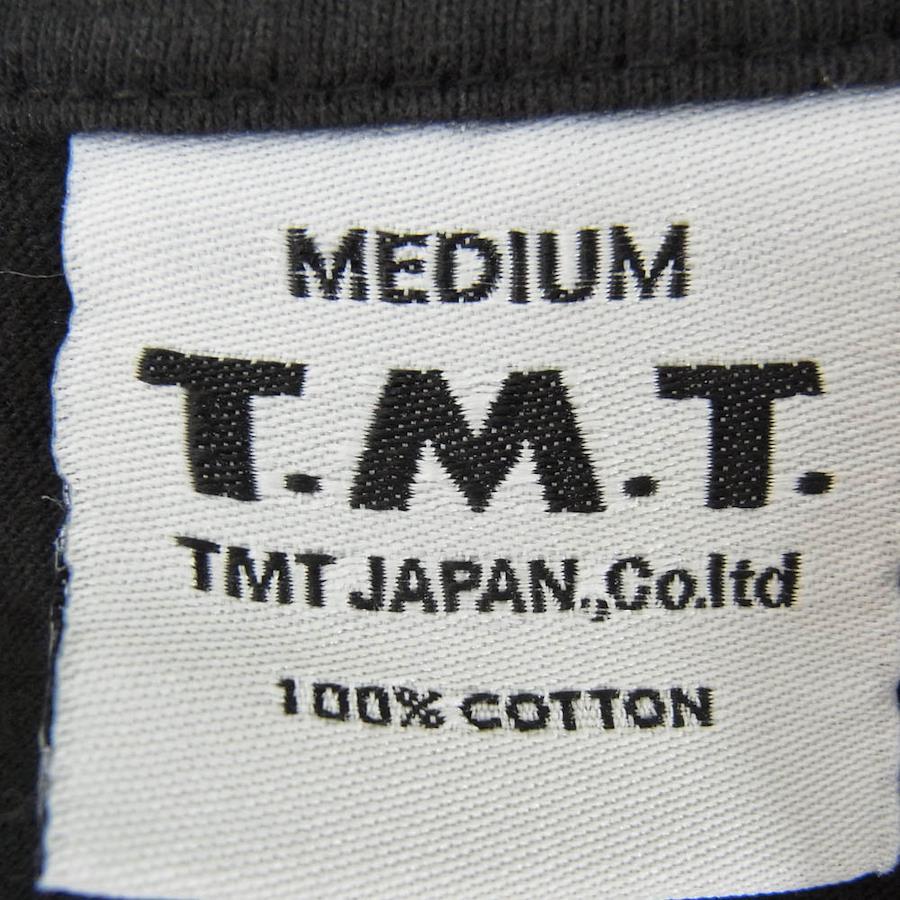 MEDIUM
T.M.T.
TMT JAPAN.,Co.ltd
100% COTTON